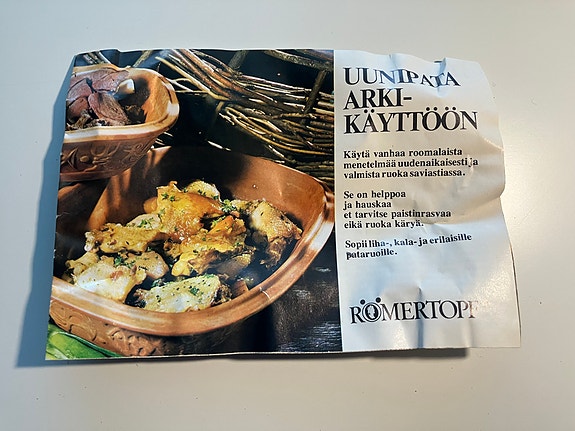 UUNIPATA
ARKI-
KÄYTTÖÖN
Käytä vanhaa roomalaista
menetelmää uudenaikaisesti ja
valmista ruoka saviastiassa.
Se on helppoa
ja hauskaa
et tarvitse paistinrasvaa
eikä ruoka käryä.
Sopii liha-, kala- ja erilaisille
pataruoille.
RÖMERTOPF